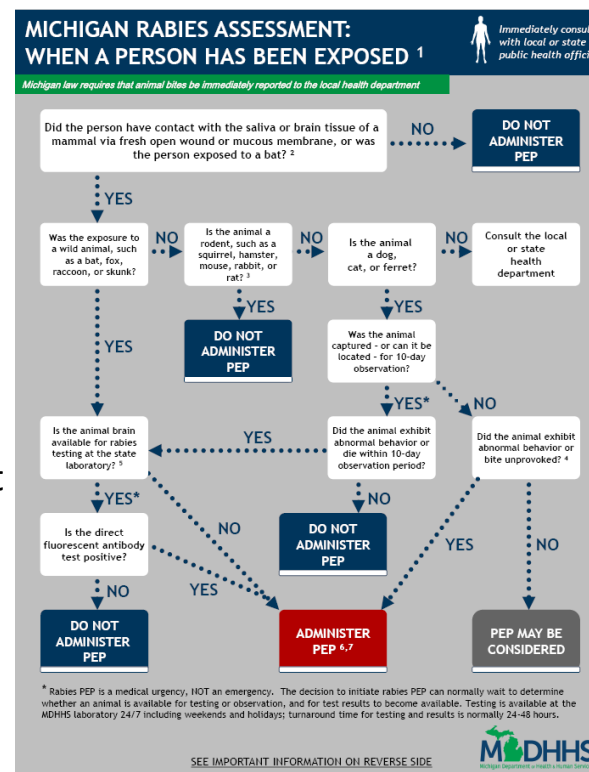 MICHIGAN RABIES ASSESSMENT:
WHEN A PERSON HAS BEEN EXPOSED 1
Immediately consul
with local or state
public health offici
Michigan law requires that animal bites be immediately reported to the local health department
Did the person have contact with the saliva or brain tissue of a
mammal via fresh open wound or mucous membrane, or was
the person exposed to a bat? 2
NO
DO NOT
ADMINISTER
PEP
YES
Was the exposure to
a wild animal, such
as a bat, fox,
raccoon, or skunk?
NO
Is the animal a
rodent, such as a
squirrel, hamster,
mouse, rabbit, or
rat? 3
NO
Is the animal
a dog,
cat, or ferret?
NO
Consult the local
or state
health
department
YES
YES
YES
DO NOT
ADMINISTER
PEP
Was the animal
captured - or can it be
located - for 10-day
observation?
YES*
NO
Is the animal brain
available for rabies
testing at the state
laboratory? 5
YES
Did the animal exhibit
abnormal behavior or
die within 10-day
observation period?
Did the animal exhibit
abnormal behavior or
bite unprovoked? 4
t
YES*
NO
NO
YES
NO
Is the direct
fluorescent antibody
test positive?
DO NOT
ADMINISTER
PEP
NO
YES
DO NOT
ADMINISTER
PEP
ADMINISTER
PEP 6,7
PEP MAY BE
CONSIDERED
* Rabies PEP is a medical urgency, NOT an emergency. The decision to initiate rabies PEP can normally wait to determine
whether an animal is available for testing or observation, and for test results to become available. Testing is available at the
MDHHS laboratory 24/7 including weekends and holidays; turnaround time for testing and results is normally 24-48 hours.
SEE IMPORTANT INFORMATION ON REVERSE SIDE
MDHHS
Michigan Department of Health & Human Servic